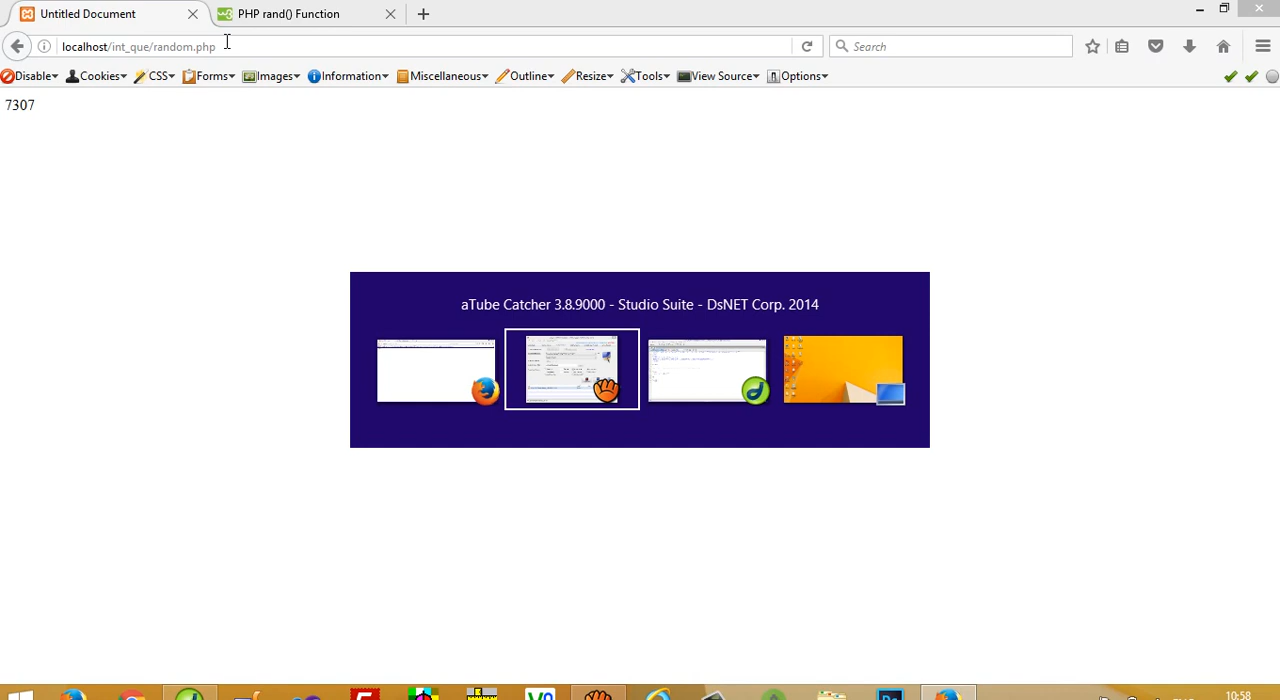 Untitled Document
PHP rand() Function
localhost/int_que/random.php
Search
Disable Cookies CSS Forms Images Information Miscellaneous Outline Resize Tools View Source Options
7307
aTube Catcher 3.8.9000 - Studio Suite - DsNET Corp. 2014
10:58